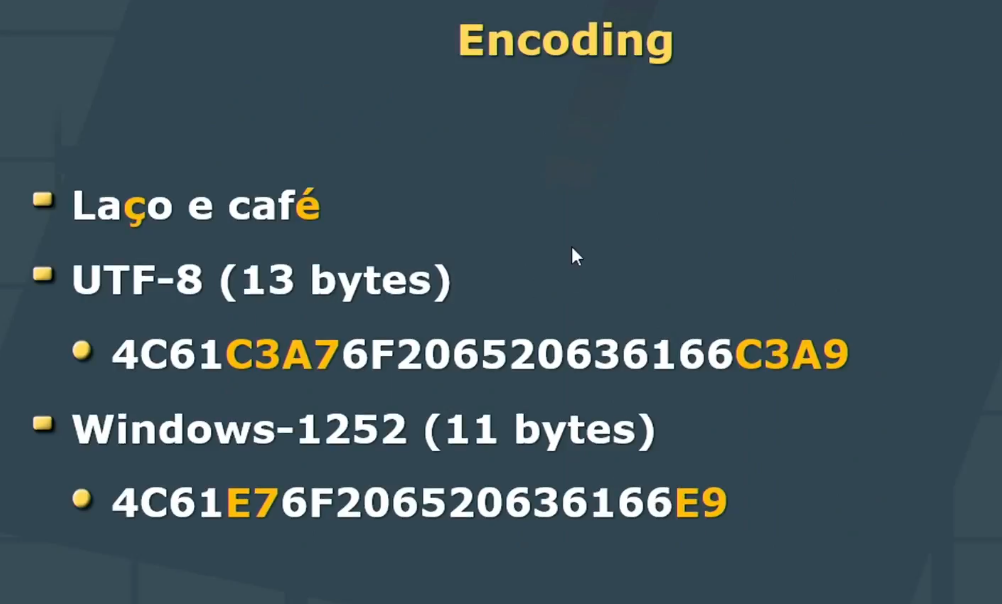 Encoding
Laço e café
UTF-8 (13 bytes)
4C61C3A76F206520636166C3A9
Windows-1252 (11 bytes)
4C61E76F206520636166E9